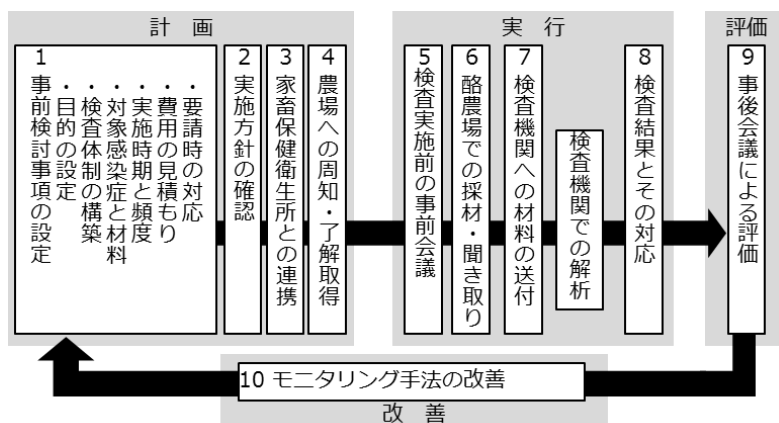 計 画
1
事前検討事項の設定
・目的の設定
・検査体制の構築
・対象感染症と材料
・実施時期と頻度
・費用の見積もり
・要請時の対応
2 実施方針の確認
3 家畜保健衛生所との連携
4 農場への周知・了解取得
実 行
5 検査実施前の事前会議
6 酪農場での採材・聞き取り
7 検査機関への材料の送付
検査機関での解析
8 検査結果とその対応
評価
9 事後会議による評価
10 モニタリング手法の改善
改 善